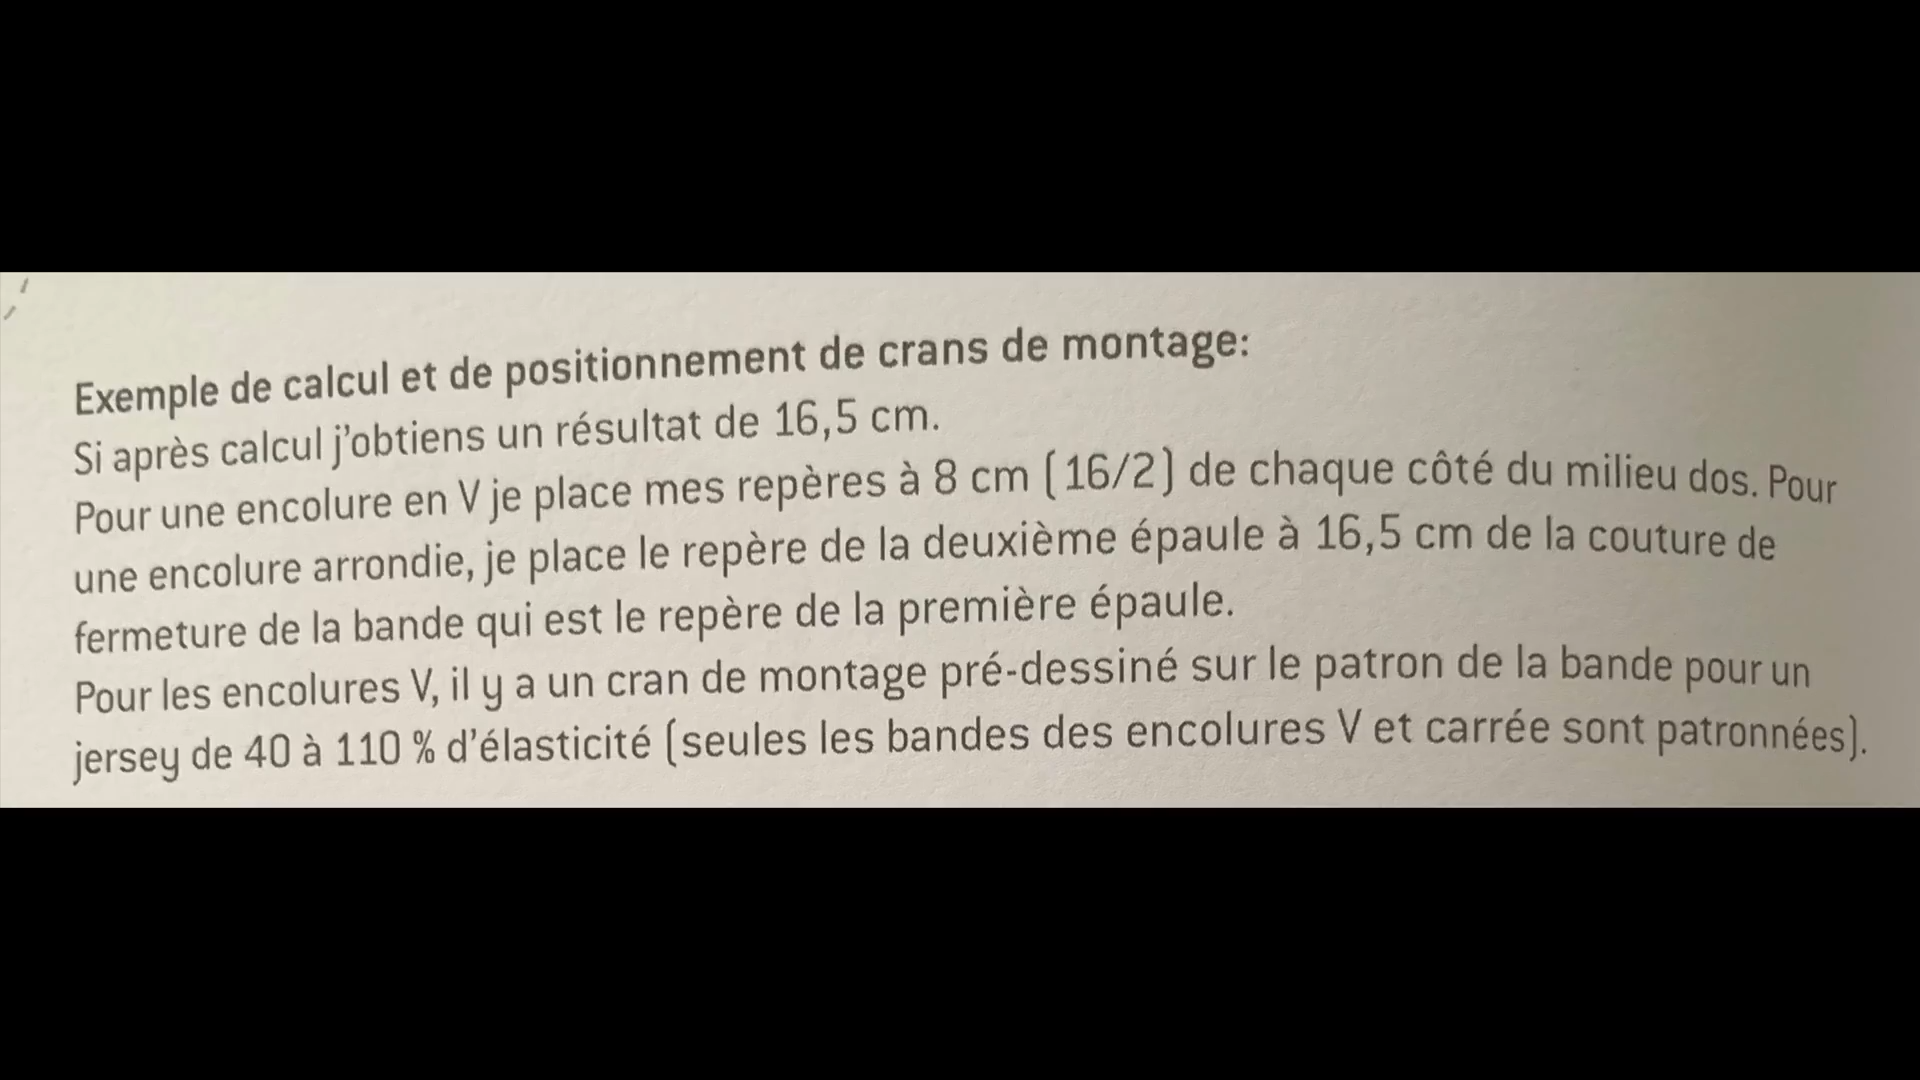 Exemple de calcul et de positionnement de crans de montage:
Si après calcul j'obtiens un résultat de 16,5 cm.
Pour une encolure en V je place mes repères à 8 cm (16/2) de chaque côté du milieu dos. Pour
une encolure arrondie, je place le repère de la deuxième épaule à 16,5 cm de la couture de
fermeture de la bande qui est le repère de la première épaule.
Pour les encolures V, il y a un cran de montage pré-dessiné sur le patron de la bande pour un
jersey de 40 à 110 % d'élasticité (seules les bandes des encolures V et carrée sont patronnées).